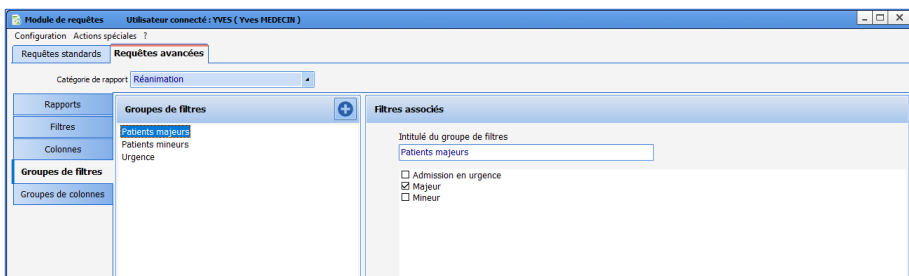 Module de requêtes Utilisateur connecté : YVES ( Yves MEDECIN )
Configuration Actions spéciales ?
Requêtes standards Requêtes avancées
Catégorie de rapport Réanimation
Rapports
Filtres
Colonnes
Groupes de filtres
Groupes de colonnes
Groupes de filtres
Patients majeurs
Patients mineurs
Urgence
Filtres associés
Intitulé du groupe de filtres
Patients majeurs
Admission en urgence
Majeur
Mineur